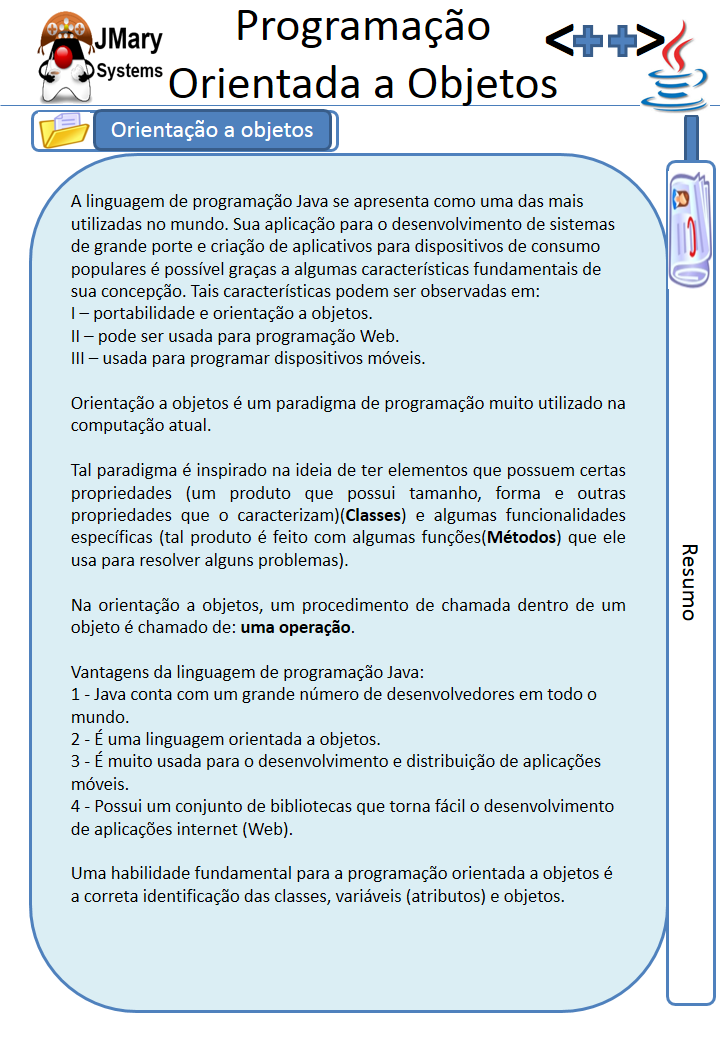 Programação
Orientada a Objetos
JMary
Systems
<++>
Orientação a objetos
A linguagem de programação Java se apresenta como uma das mais
utilizadas no mundo. Sua aplicação para o desenvolvimento de sistemas
de grande porte e criação de aplicativos para dispositivos de consumo
populares é possível graças a algumas características fundamentais de
sua concepção. Tais características podem ser observadas em:
I – portabilidade e orientação a objetos.
II – pode ser usada para programação Web.
III – usada para programar dispositivos móveis.
Orientação a objetos é um paradigma de programação muito utilizado na
computação atual.
Tal paradigma é inspirado na ideia de ter elementos que possuem certas
propriedades (um produto que possui tamanho, forma e outras
propriedades que o caracterizam)(Classes) e algumas funcionalidades
específicas (tal produto é feito com algumas funções(Métodos) que ele
usa para resolver alguns problemas).
Na orientação a objetos, um procedimento de chamada dentro de um
objeto é chamado de: uma operação.
Vantagens da linguagem de programação Java:
1 - Java conta com um grande número de desenvolvedores em todo o
mundo.
2 - É uma linguagem orientada a objetos.
3 - É muito usada para o desenvolvimento e distribuição de aplicações
móveis.
4 - Possui um conjunto de bibliotecas que torna fácil o desenvolvimento
de aplicações internet (Web).
Uma habilidade fundamental para a programação orientada a objetos é
a correta identificação das classes, variáveis (atributos) e objetos.
Resumo